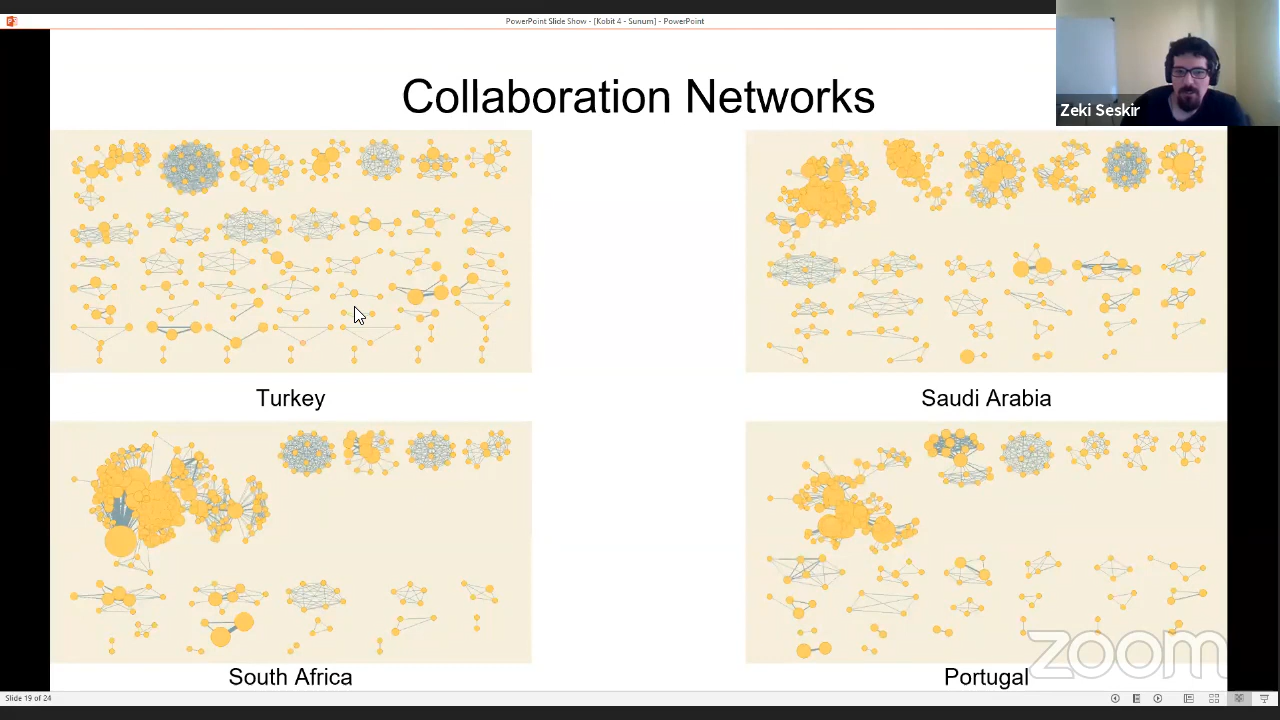 PowerPoint Slide Show - [Kobit 4 - Sunum] - PowerPoint
Collaboration Networks
Zeki Seskir
Turkey
Saudi Arabia
South Africa
Portugal
zoom
Slide 19 of 24